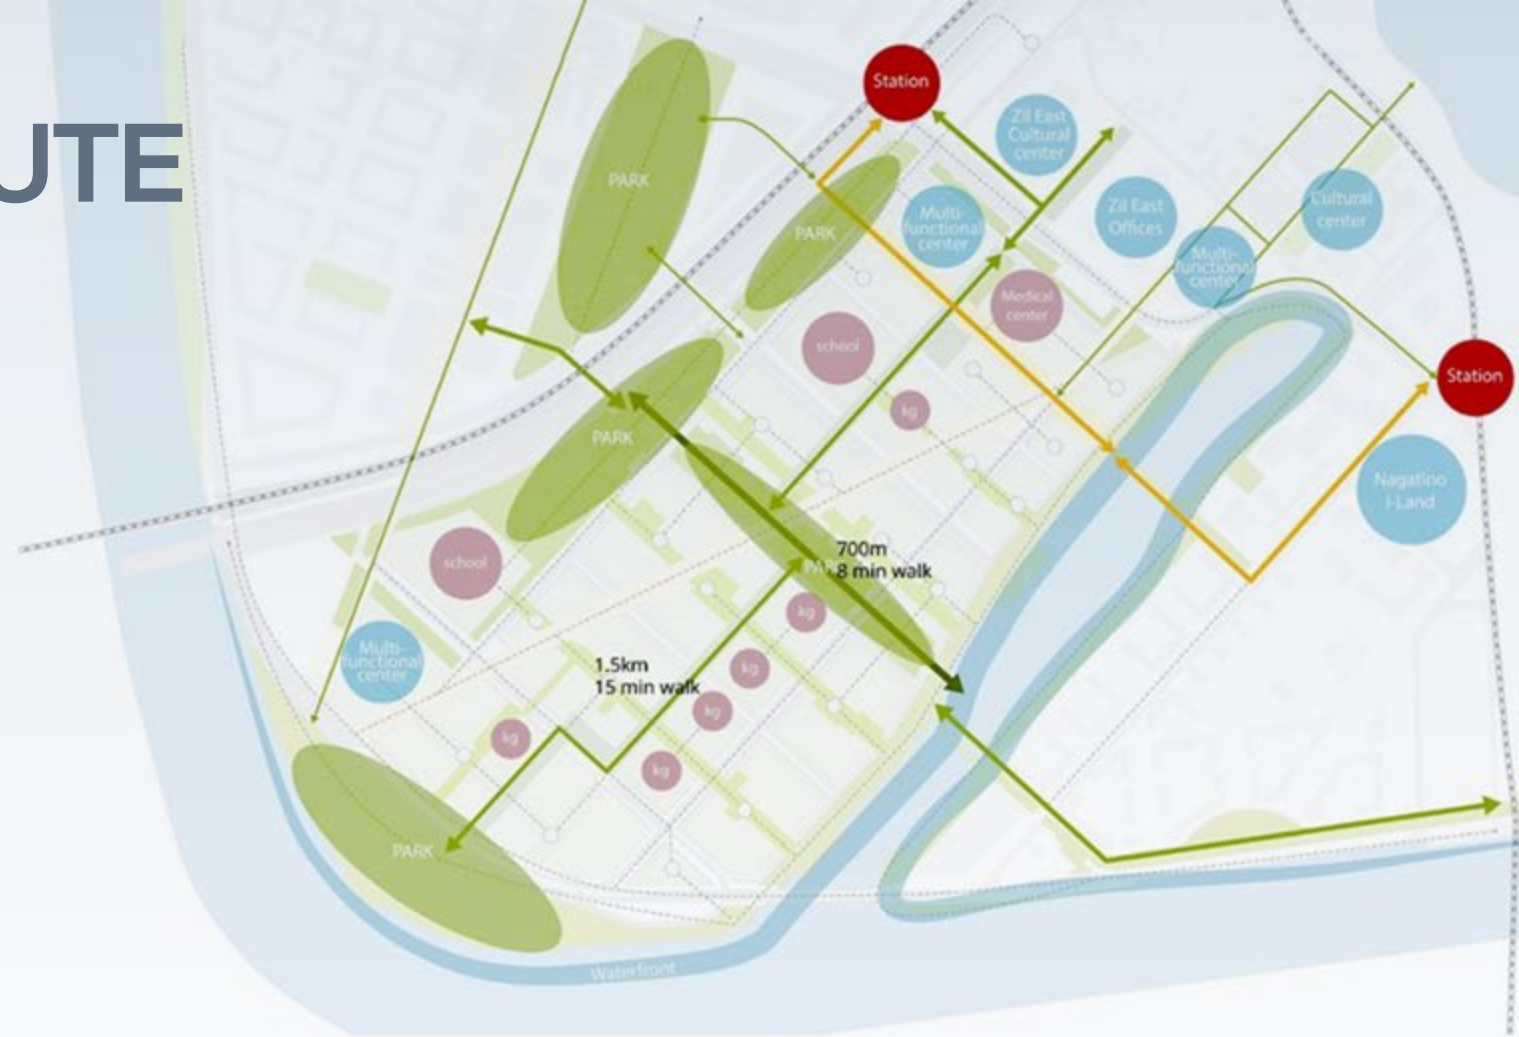 UTE
Station
Zil East
Cultural
center
PARK
Multi-
functional
center
Zil East
Offices
Cultural
center
PARK
Multi-
functional
center
Medical
center
school
Station
kg
PARK
Nagatino
i-Land
school
700m
8 min walk
PARK
kg
Multi-
functional
center
1.5km
15 min walk
kg
kg
kg
kg
PARK
Waterfront